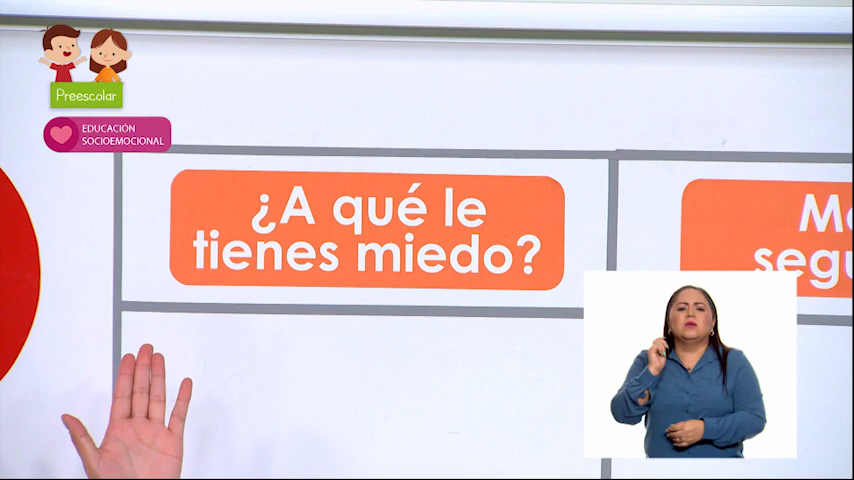 Preescolar
EDUCACIÓN
SOCIOEMOCIONAL
¿A qué le
tienes miedo?